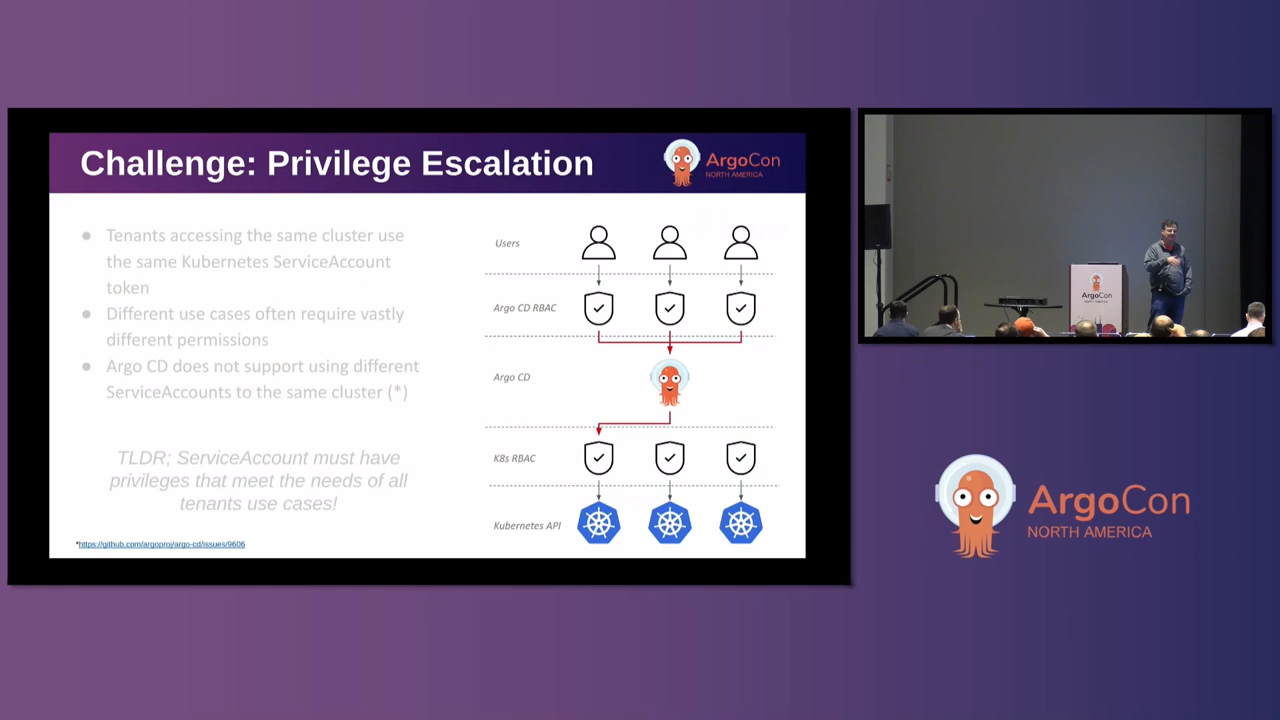 Challenge: Privilege Escalation
ArgoCon
NORTH AMERICA
● Tenants accessing the same cluster use
the same Kubernetes ServiceAccount
token
● Different use cases often require vastly
different permissions
● Argo CD does not support using different
ServiceAccounts to the same cluster (*)
TLDR; ServiceAccount must have
privileges that meet the needs of all
tenants use cases!
*https://github.com/argoproj/argo-cd/issues/9606
Users
Argo CD RBAC
Argo CD
K8s RBAC
Kubernetes API
ArgoCon
NORTH AMERICA
ArgoCon
NORTH AMERICA